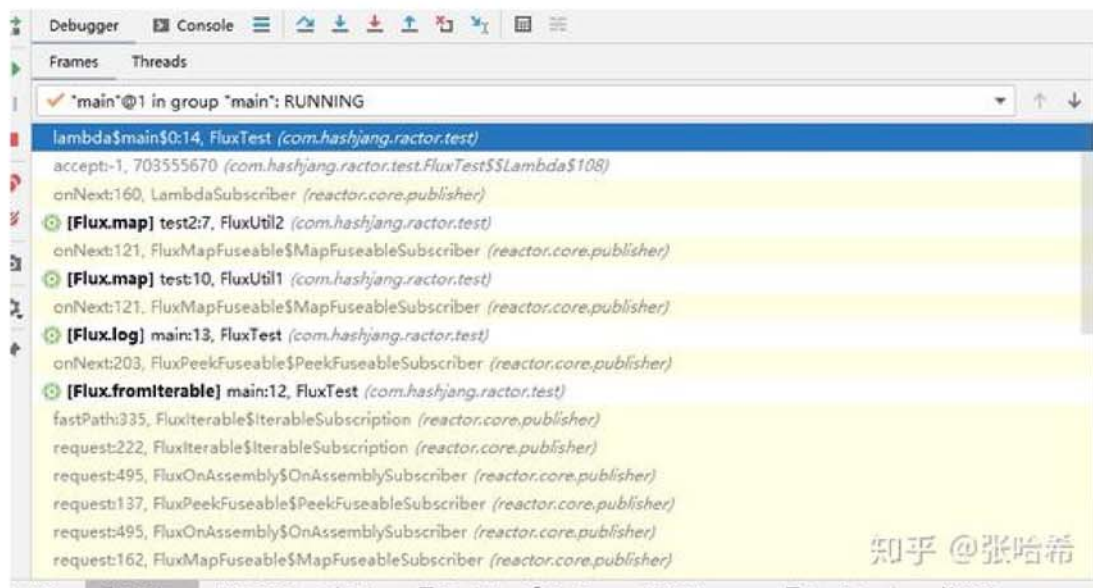 Debugger Console
Frames Threads
"main"@1 in group "main": RUNNING
lambda$main$0:14, FluxTest (com.hashjang.ractor.test)
accept:-1, 703555670 (com.hashjang.ractor.test.FluxTest$$Lambda$108)
onNext:160, LambdaSubscriber (reactor.core.publisher)
[Flux.map] test2:7, FluxUtil2 (com.hashjang.ractor.test)
onNext:121, FluxMapFuseable$MapFuseableSubscriber (reactor.core.publisher)
[Flux.map] test:10, FluxUtil1 (com.hashjang.ractor.test)
onNext:121, FluxMapFuseable$MapFuseableSubscriber (reactor.core.publisher)
[Flux.log] main:13, FluxTest (com.hashjang.ractor.test)
onNext:203, FluxPeekFuseable$PeekFuseableSubscriber (reactor.core.publisher)
[Flux.fromIterable] main:12, FluxTest (com.hashjang.ractor.test)
fastPath:335, FluxIterable$IterableSubscription (reactor.core.publisher)
request:222, FluxIterable$IterableSubscription (reactor.core.publisher)
request:495, FluxOnAssembly$OnAssemblySubscriber (reactor.core.publisher)
request:137, FluxPeekFuseable$PeekFuseableSubscriber (reactor.core.publisher)
request:495, FluxOnAssembly$OnAssemblySubscriber (reactor.core.publisher)
request:162, FluxMapFuseable$MapFuseableSubscriber (reactor.core.publisher)
知乎 @张哈希